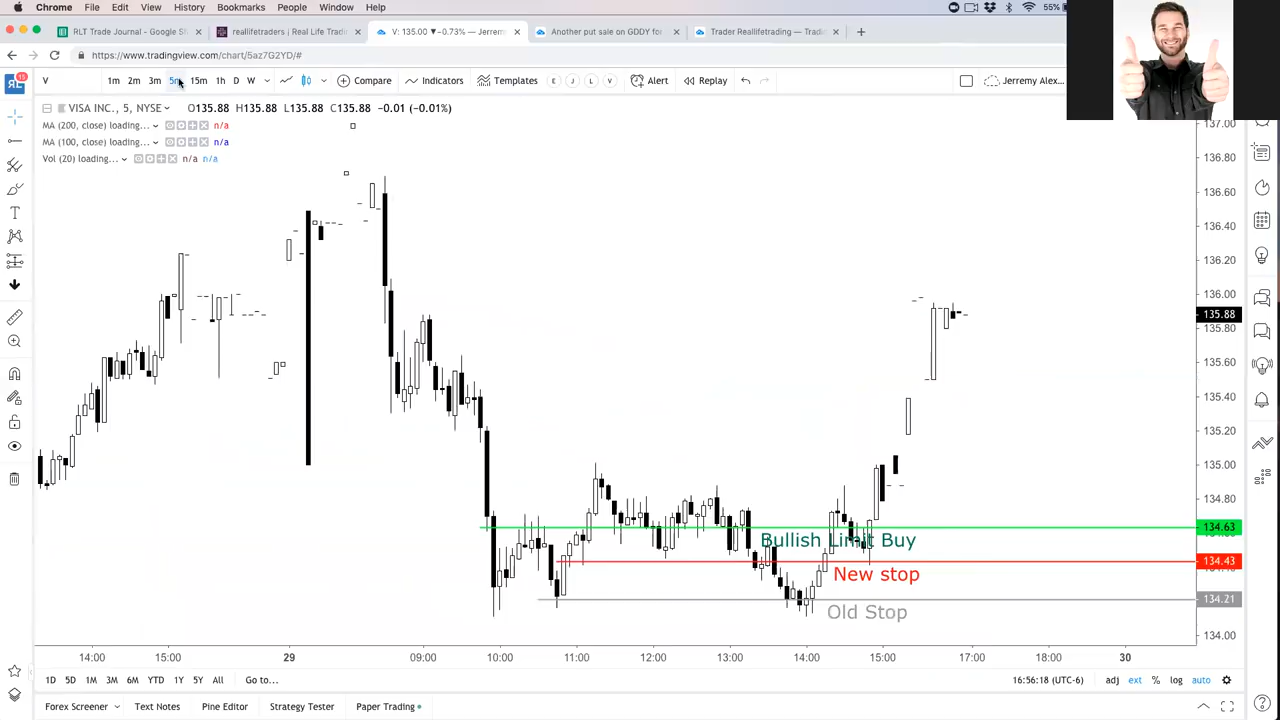 Chrome File Edit View History Bookmarks People Window Help 55%
RLT Trade Journal - Google S
reallifetraders | Real Life Trading
V: 135.00 ▼−0.73% — Jerrem
Another put sale on GDDY for
Trader Reallifetrading — Tradi
https://www.tradingview.com/chart/5az7G2YD/#
15
V 1m 2m 3m 5m 15m 1h D W Compare Indicators Templates E J L V Alert Replay Jeremy Alex...
VISA INC., 5, NYSE O135.88 H135.88 L135.88 C135.88 −0.01 (−0.01%)
MA (200, close) loading... n/a
MA (100, close) loading... n/a
Vol (20) loading... n/a n/a
137.00
136.80
136.60
136.40
136.20
136.00
135.88
135.80
135.60
135.40
135.20
135.00
134.80
134.63
Bullish Limit Buy
134.43
New stop
134.21
Old Stop
134.00
14:00 15:00 29 09:00 10:00 11:00 12:00 13:00 14:00 15:00 17:00 18:00 30
1D 5D 1M 3M 6M YTD 1Y 5Y All Go to... 16:56:18 (UTC-6) adj ext % log auto
Forex Screener Text Notes Pine Editor Strategy Tester Paper Trading